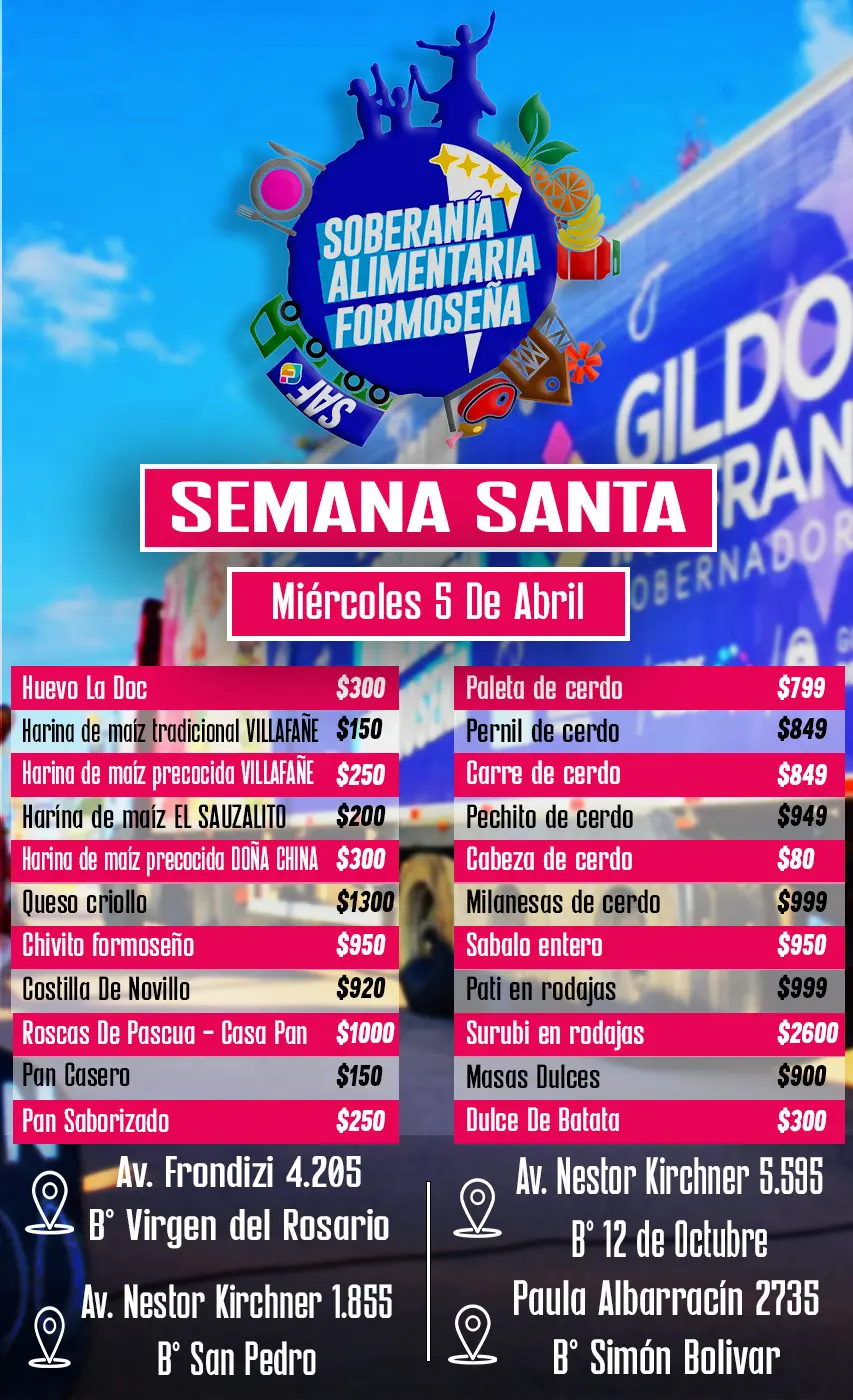 SOBERANÍA
ALIMENTARIA
FORMOSEÑA
SAF
GILDO
OBERNADOR
SEMANA SANTA
Miércoles 5 De Abril
Huevo La Doc $300
Harina de maíz tradicional VILLAFAÑE $150
Harina de maíz precocida VILLAFAÑE $250
Harína de maíz EL SAUZALITO $200
Harina de maíz precocida DOÑA CHINA $300
Queso criollo $1300
Chivito formoseño $950
Costilla De Novillo $920
Roscas De Pascua - Casa Pan $1000
Pan Casero $150
Pan Saborizado $250
Paleta de cerdo $799
Pernil de cerdo $849
Carre de cerdo $849
Pechito de cerdo $949
Cabeza de cerdo $80
Milanesas de cerdo $999
Sabalo entero $950
Pati en rodajas $999
Surubi en rodajas $2600
Masas Dulces $900
Dulce De Batata $300
Av. Frondizi 4.205
B° Virgen del Rosario
Av. Nestor Kirchner 1.855
B° San Pedro
Av. Nestor Kirchner 5.595
B° 12 de Octubre
Paula Albarracín 2735
B° Simón Bolivar